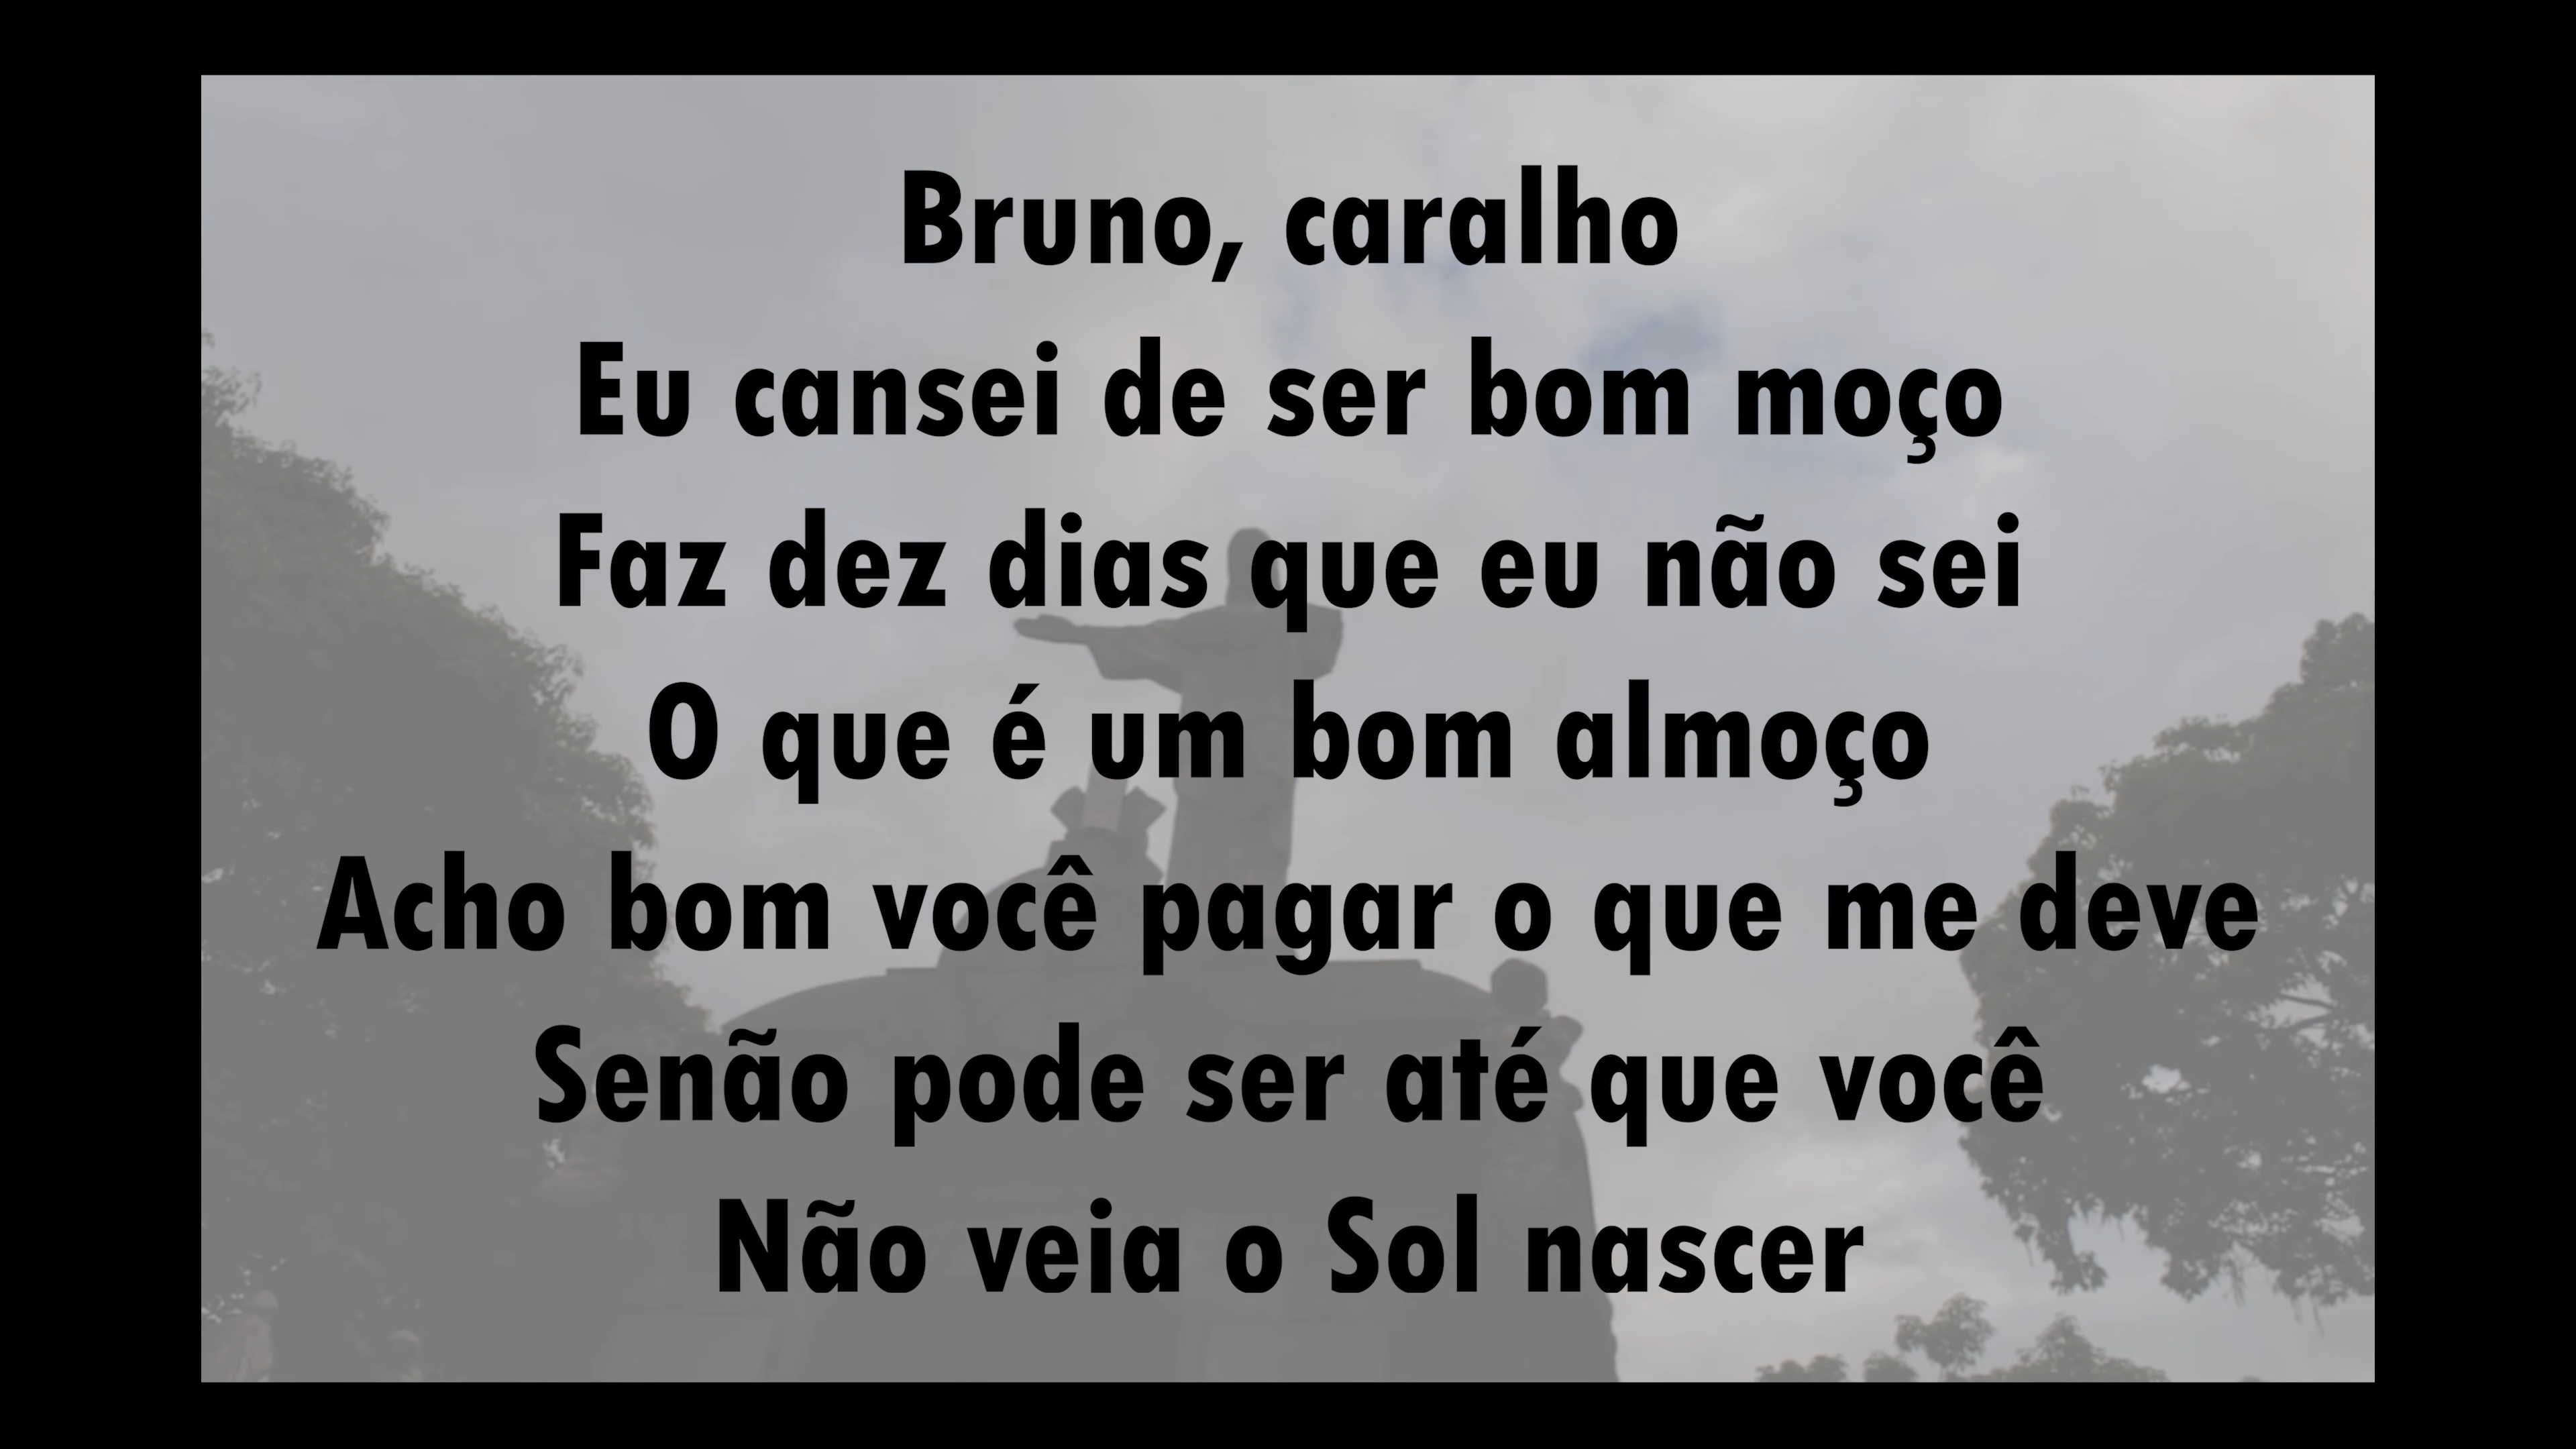 Bruno, caralho
Eu cansei de ser bom moço
Faz dez dias que eu não sei
O que é um bom almoço
Acho bom você pagar o que me deve
Senão pode ser até que você
Não veia o Sol nascer